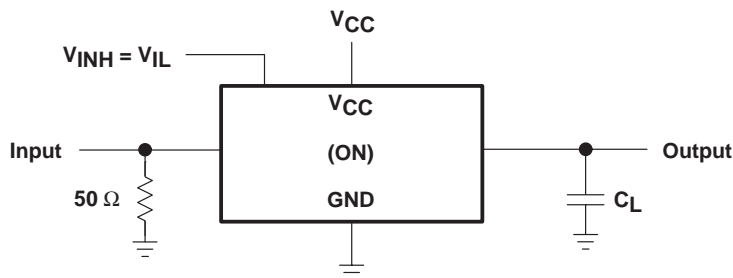 VCC
VINH = VIL
VCC
Input
(ON)
Output
50 Ω
GND
CL